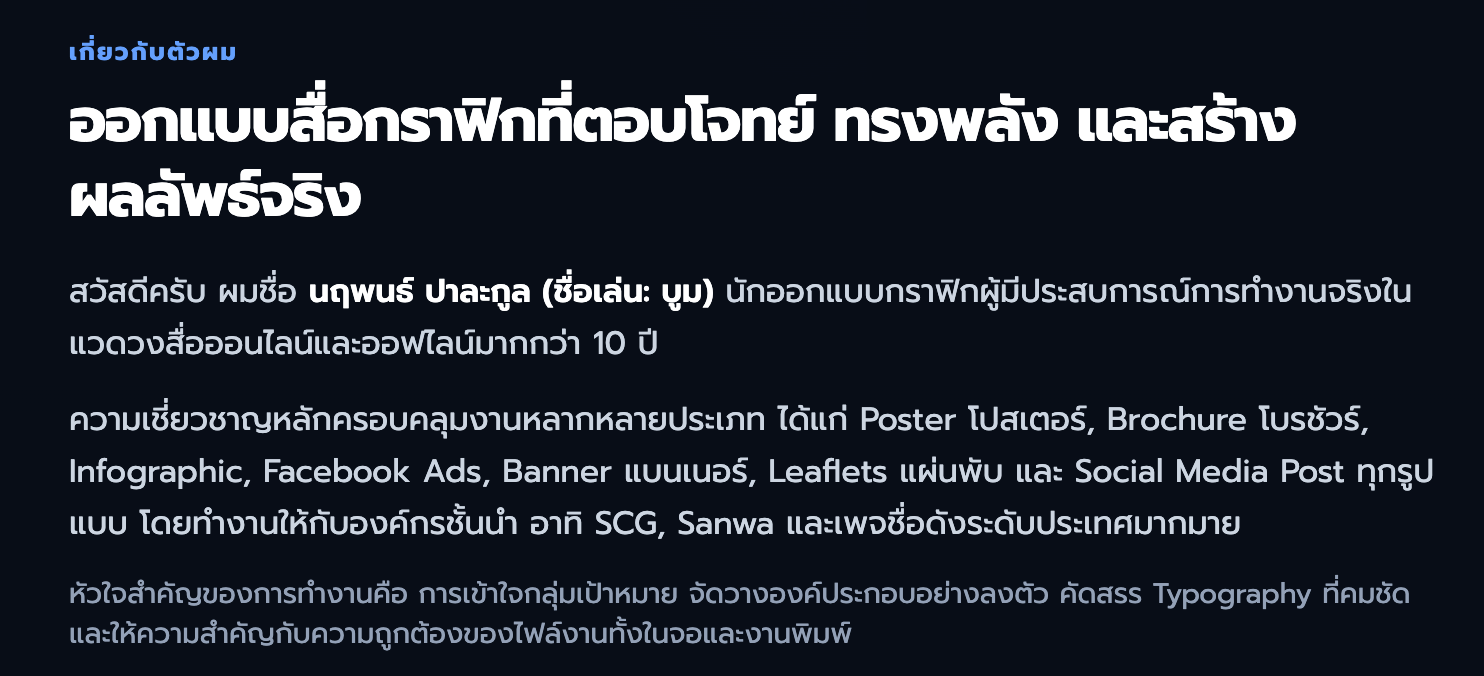 เกี่ยวกับตัวผม
ออกแบบสื่อกราฟิกที่ตอบโจทย์ ทรงพลัง และสร้าง
ผลลัพธ์จริง
สวัสดีครับ ผมชื่อ นฤพนธ์ ปาละกูล (ชื่อเล่น: บูม) นักออกแบบกราฟิกผู้มีประสบการณ์การทำงานจริงใน
แวดวงสื่อออนไลน์และออฟไลน์มากกว่า 10 ปี
ความเชี่ยวชาญหลักครอบคลุมงานหลากหลายประเภท ได้แก่ Poster โปสเตอร์, Brochure โบรชัวร์,
Infographic, Facebook Ads, Banner แบนเนอร์, Leaflets แผ่นพับ และ Social Media Post ทุกรูป
แบบ โดยทำงานให้กับองค์กรชั้นนำ อาทิ SCG, Sanwa และเพจชื่อดังระดับประเทศมากมาย
หัวใจสำคัญของการทำงานคือ การเข้าใจกลุ่มเป้าหมาย จัดวางองค์ประกอบอย่างลงตัว คัดสรร Typography ที่คมชัด
และให้ความสำคัญกับความถูกต้องของไฟล์งานทั้งในจอและงานพิมพ์